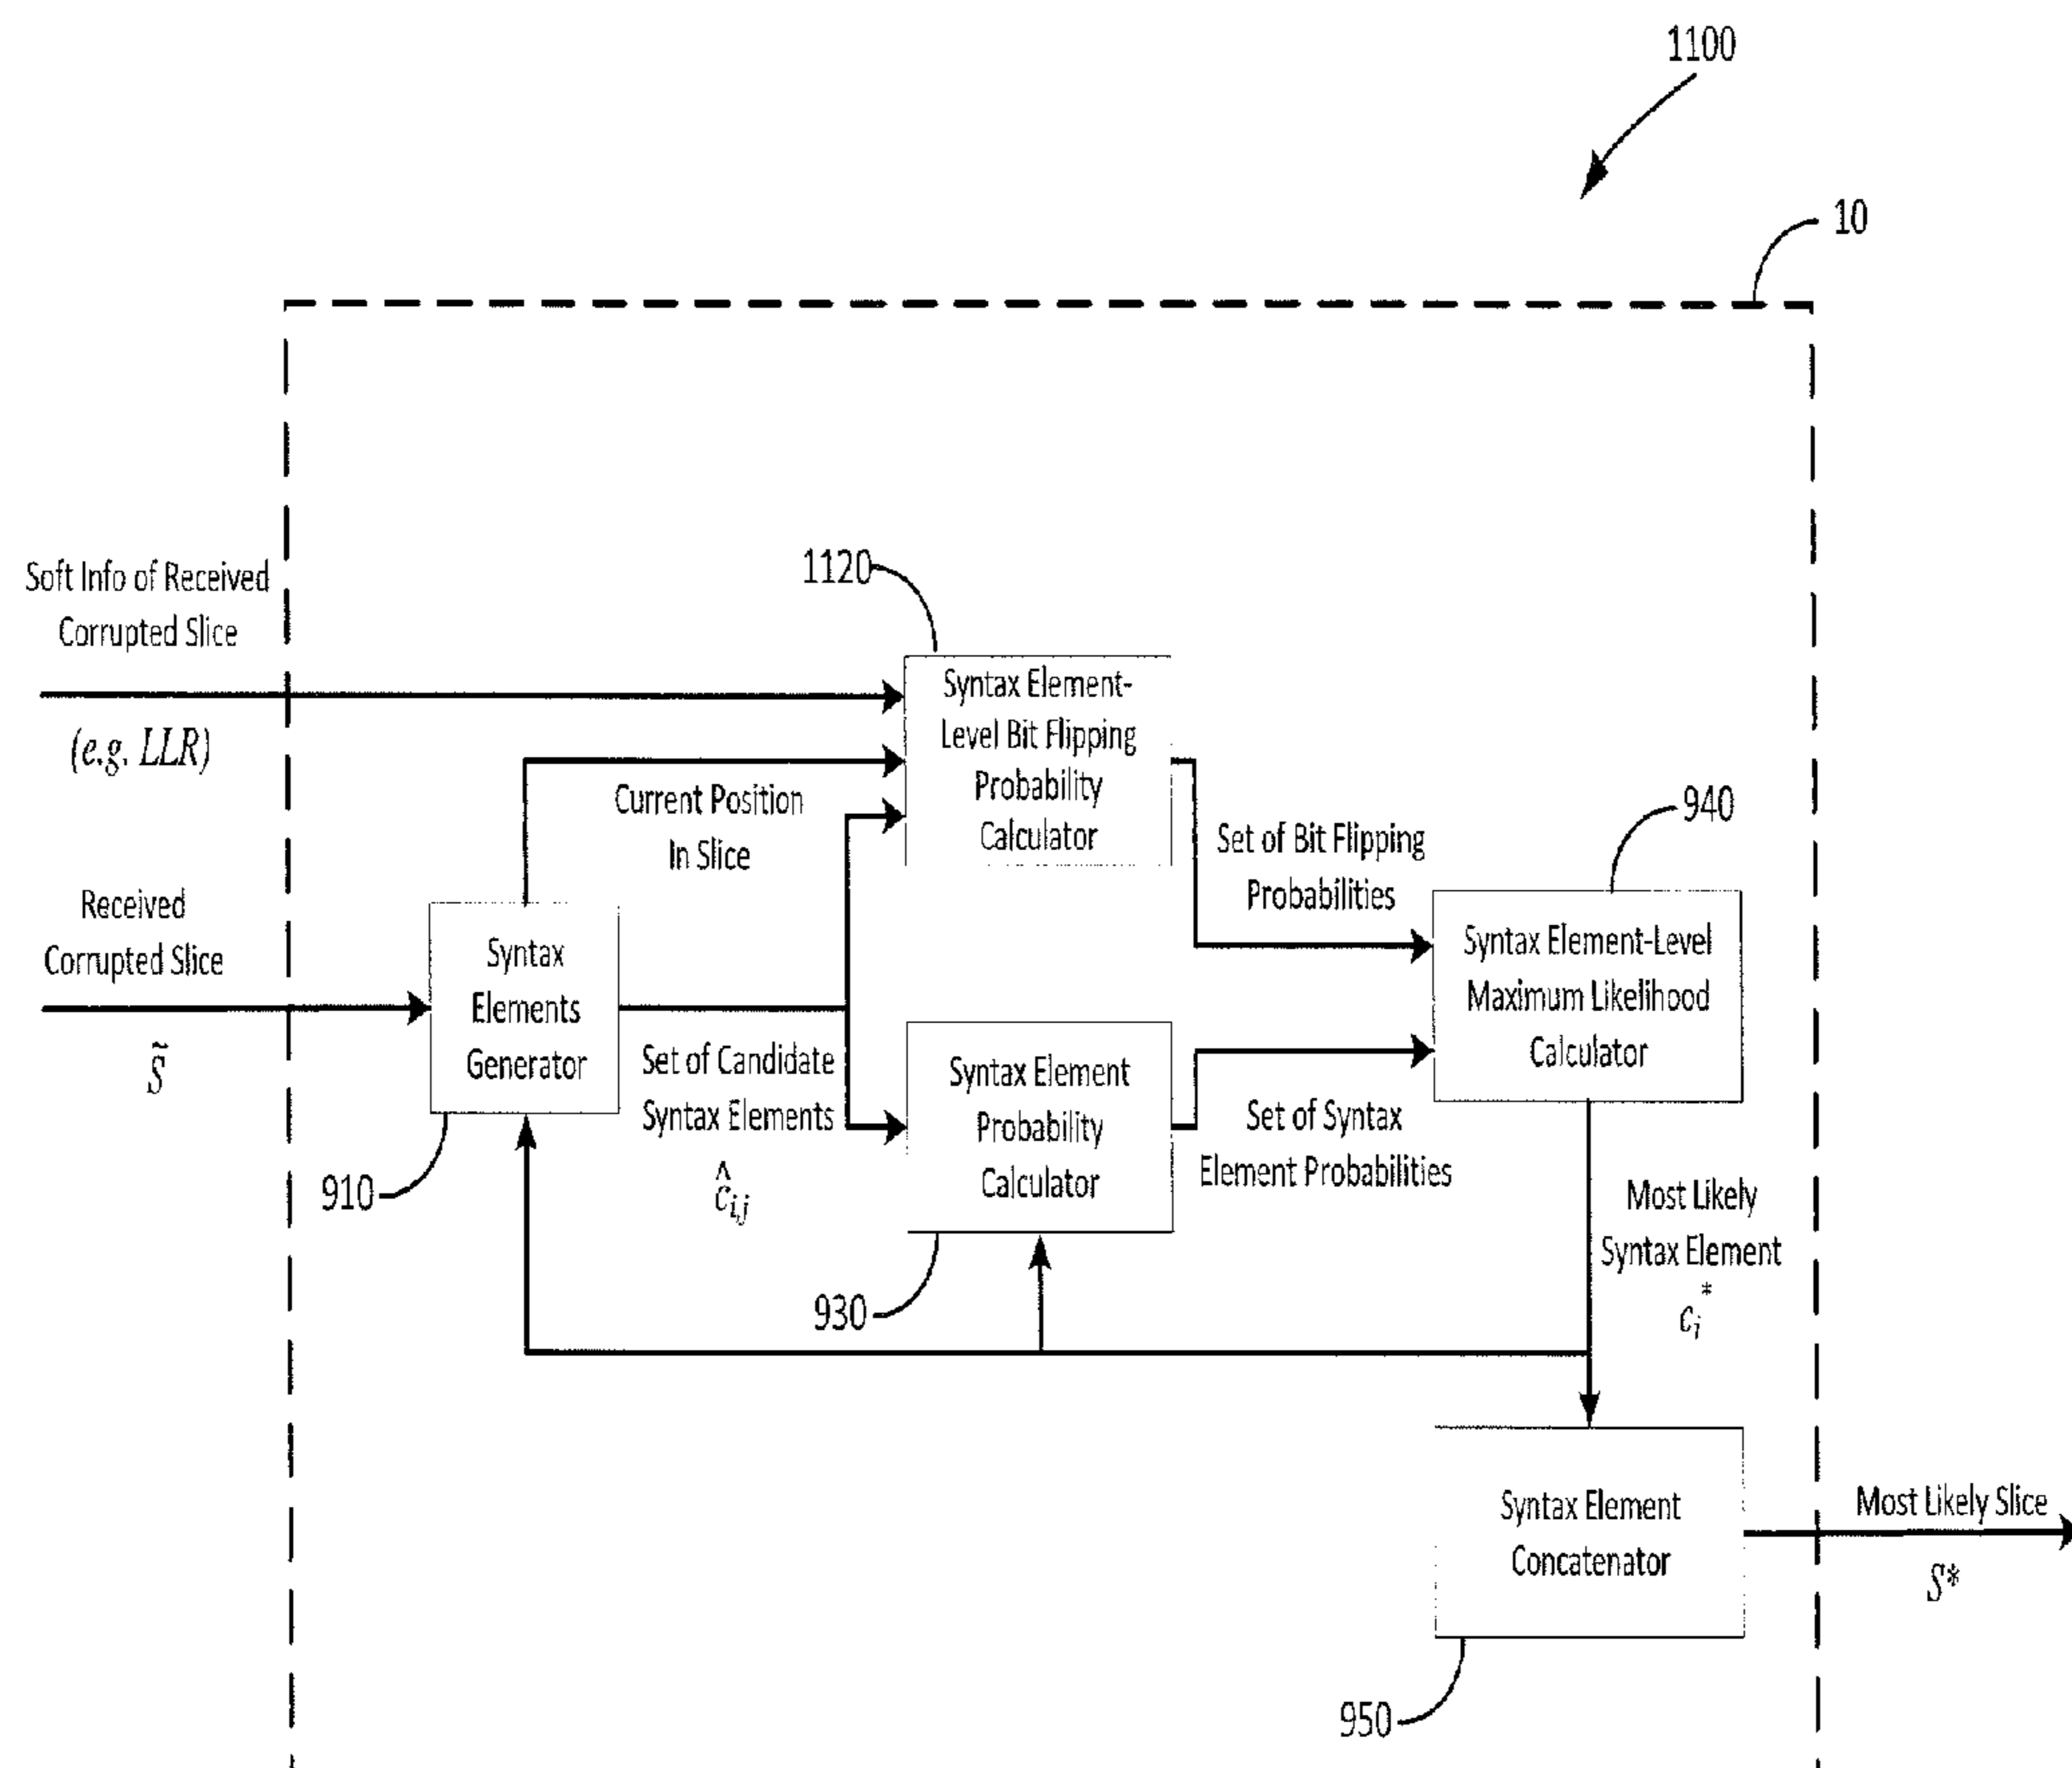 1100
10
Soft Info of Received
Corrupted Slice
(e.g. LLR)
1120
Syntax Element-
Level Bit Flipping
Probability
Calculator
Current Position
In Slice
Set of Bit Flipping
Probabilities
940
Syntax Element-Level
Maximum Likelihood
Calculator
Received
Corrupted Slice
S̃
Syntax
Elements
Generator
910
Set of Candidate
Syntax Elements
ĉi,j
Syntax Element
Probability
Calculator
930
Set of Syntax
Element Probabilities
Most Likely
Syntax Element
ci*
Syntax Element
Concatenator
950
Most Likely Slice
S*